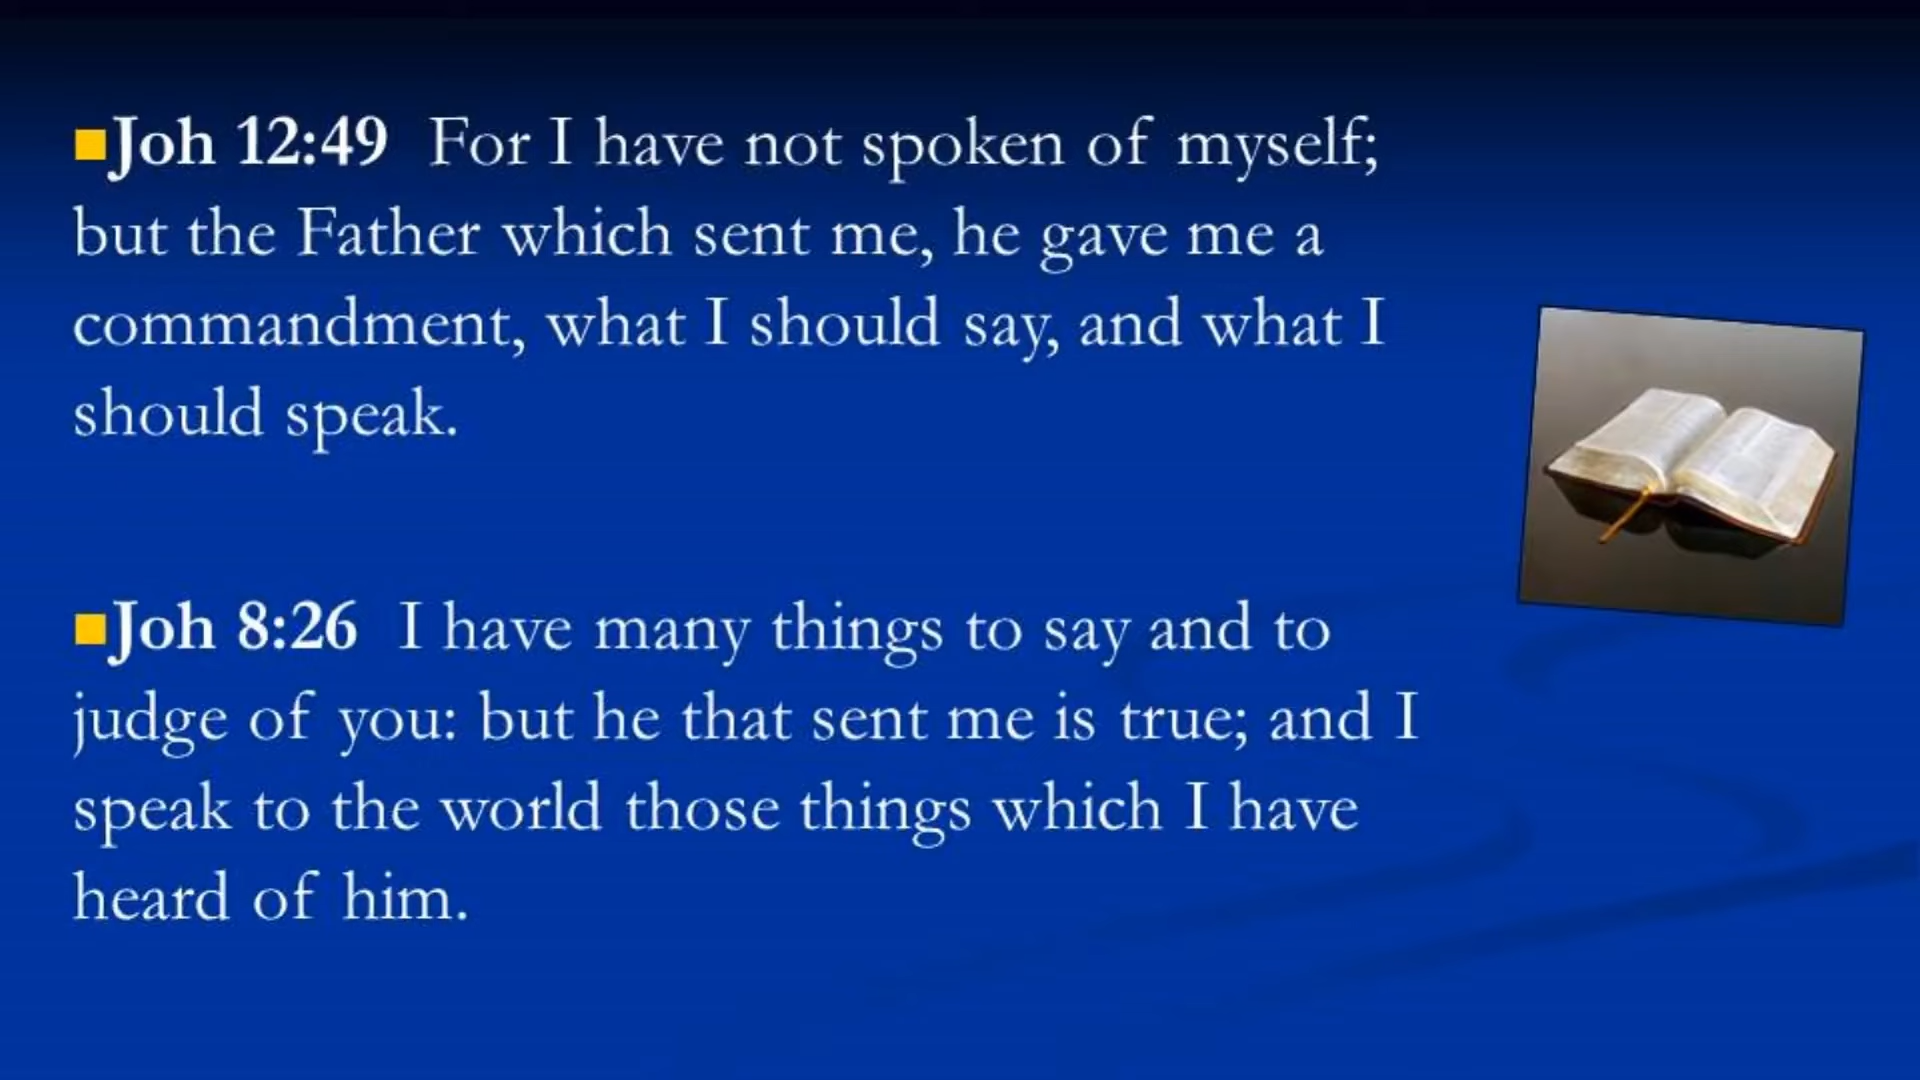 ■Joh 12:49 For I have not spoken of myself;
but the Father which sent me, he gave me a
commandment, what I should say, and what I
should speak.
■Joh 8:26 I have many things to say and to
judge of you: but he that sent me is true; and I
speak to the world those things which I have
heard of him.